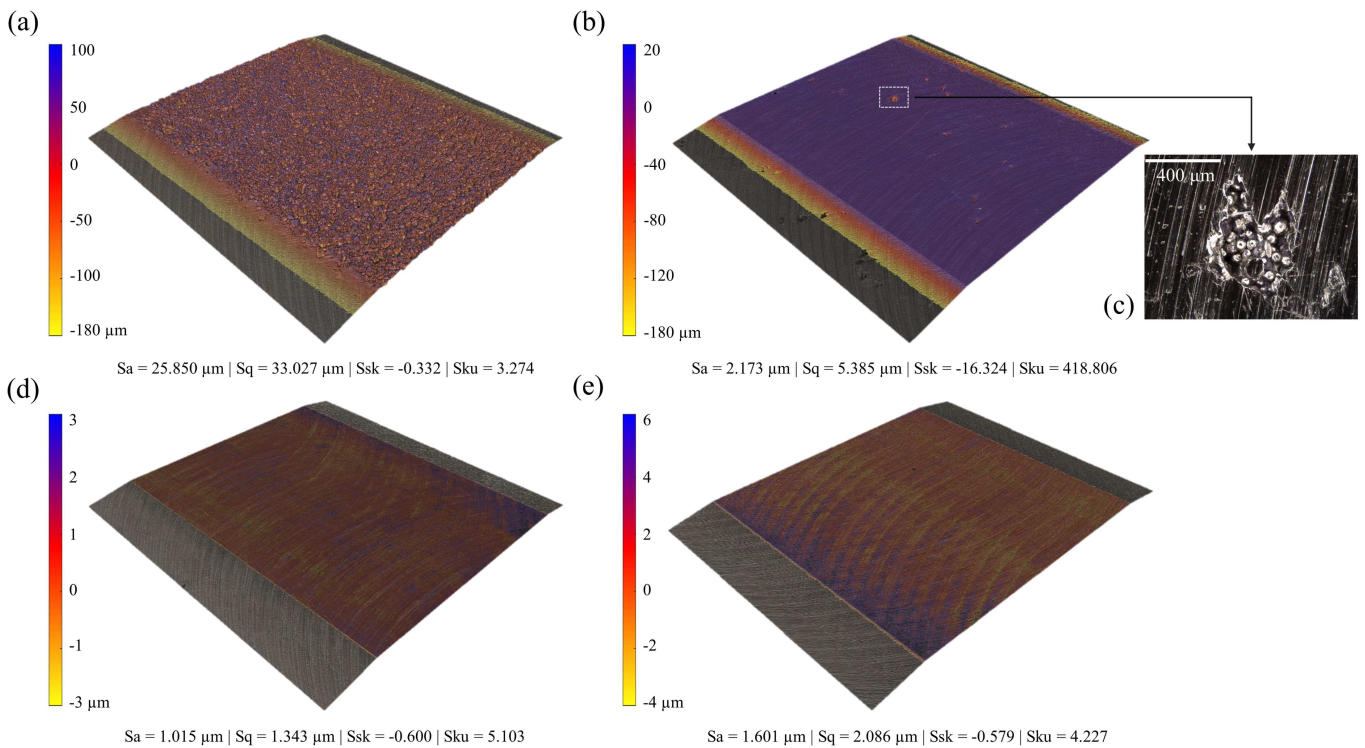 (a)
100
50
0
-50
-100
-180 µm
Sa = 25.850 µm | Sq = 33.027 µm | Ssk = -0.332 | Sku = 3.274
(b)
20
0
-40
-80
-120
-180 µm
Sa = 2.173 µm | Sq = 5.385 µm | Ssk = -16.324 | Sku = 418.806
400 µm
(c)
(d)
3
2
1
0
-1
-3 µm
Sa = 1.015 µm | Sq = 1.343 µm | Ssk = -0.600 | Sku = 5.103
(e)
6
4
2
0
-2
-4 µm
Sa = 1.601 µm | Sq = 2.086 µm | Ssk = -0.579 | Sku = 4.227